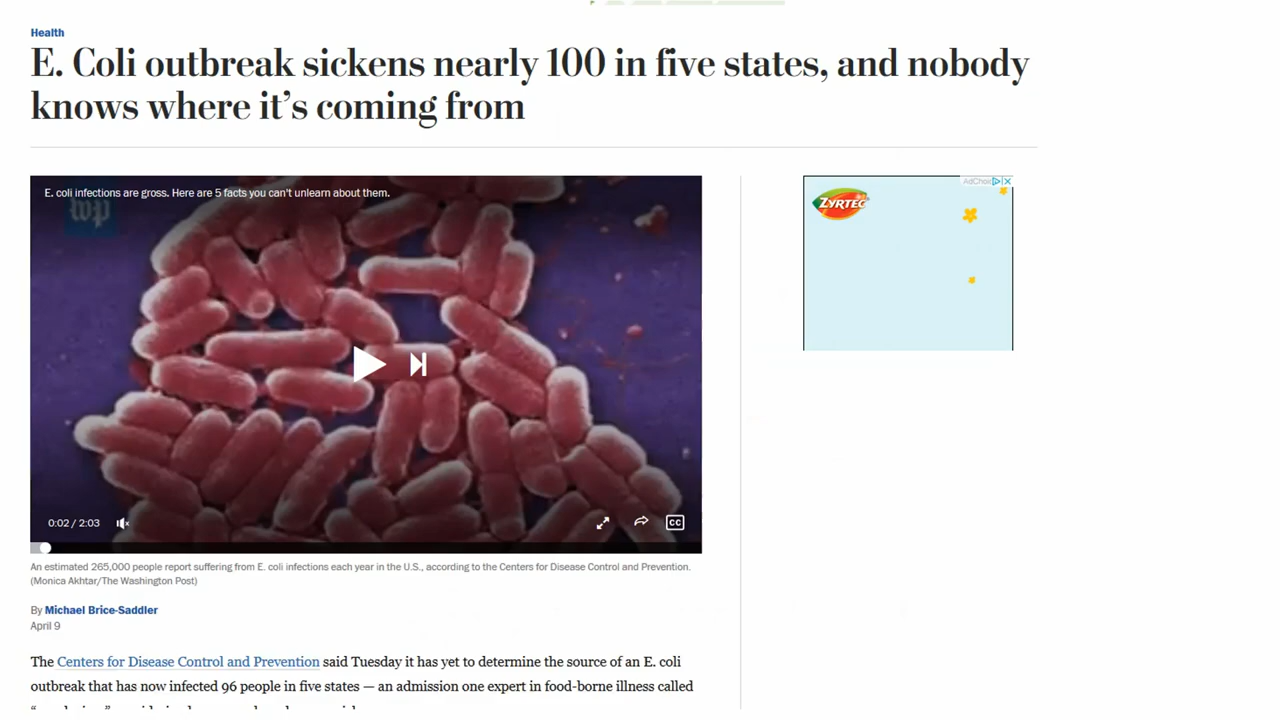 Health
E. Coli outbreak sickens nearly 100 in five states, and nobody
knows where it’s coming from
E. coli infections are gross. Here are 5 facts you can't unlearn about them.
wp
AdChoic
ZYRTEC
0:02 / 2:03
CC
An estimated 265,000 people report suffering from E. coli infections each year in the U.S., according to the Centers for Disease Control and Prevention.
(Monica Akhtar/The Washington Post)
By Michael Brice-Saddler
April 9
The Centers for Disease Control and Prevention said Tuesday it has yet to determine the source of an E. coli
outbreak that has now infected 96 people in five states — an admission one expert in food-borne illness called